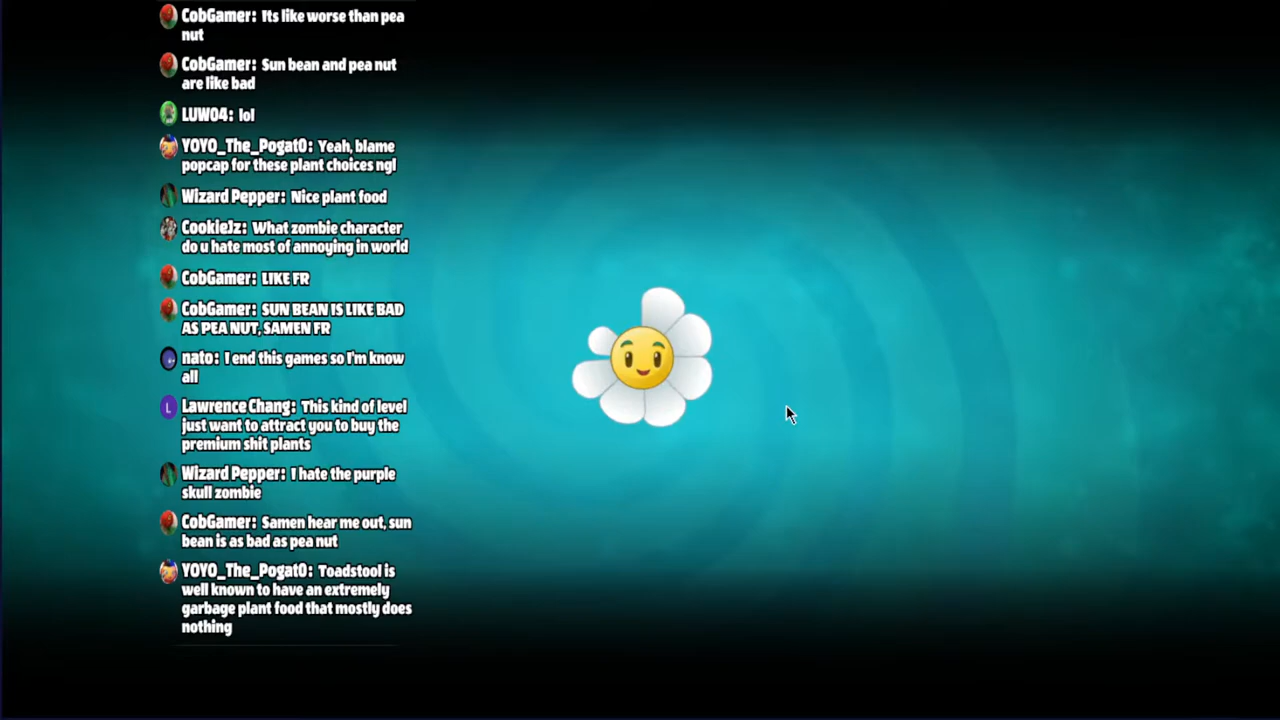 CobGamer: Its like worse than pea
nut
CobGamer: Sun bean and pea nut
are like bad
LUW04: lol
YOYO_The_Pogat0: Yeah, blame
popcap for these plant choices ngl
Wizard Pepper: Nice plant food
CookieJz: What zombie character
do u hate most of annoying in world
CobGamer: LIKE FR
CobGamer: SUN BEAN IS LIKE BAD
AS PEA NUT, SAMEN FR
nato: I end this games so I'm know
all
L
Lawrence Chang: This kind of level
just want to attract you to buy the
premium shit plants
Wizard Pepper: I hate the purple
skull zombie
CobGamer: Samen hear me out, sun
bean is as bad as pea nut
YOYO_The_Pogat0: Toadstool is
well known to have an extremely
garbage plant food that mostly does
nothing